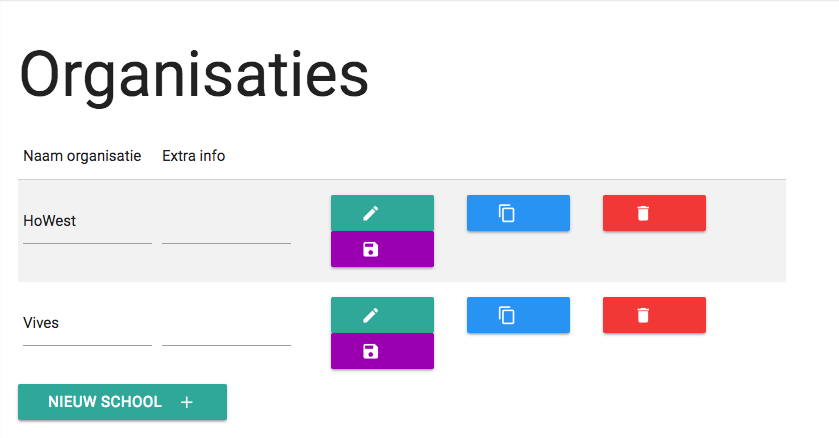 Organisaties
Naam organisatie Extra info
HoWest
Vives
NIEUW SCHOOL +